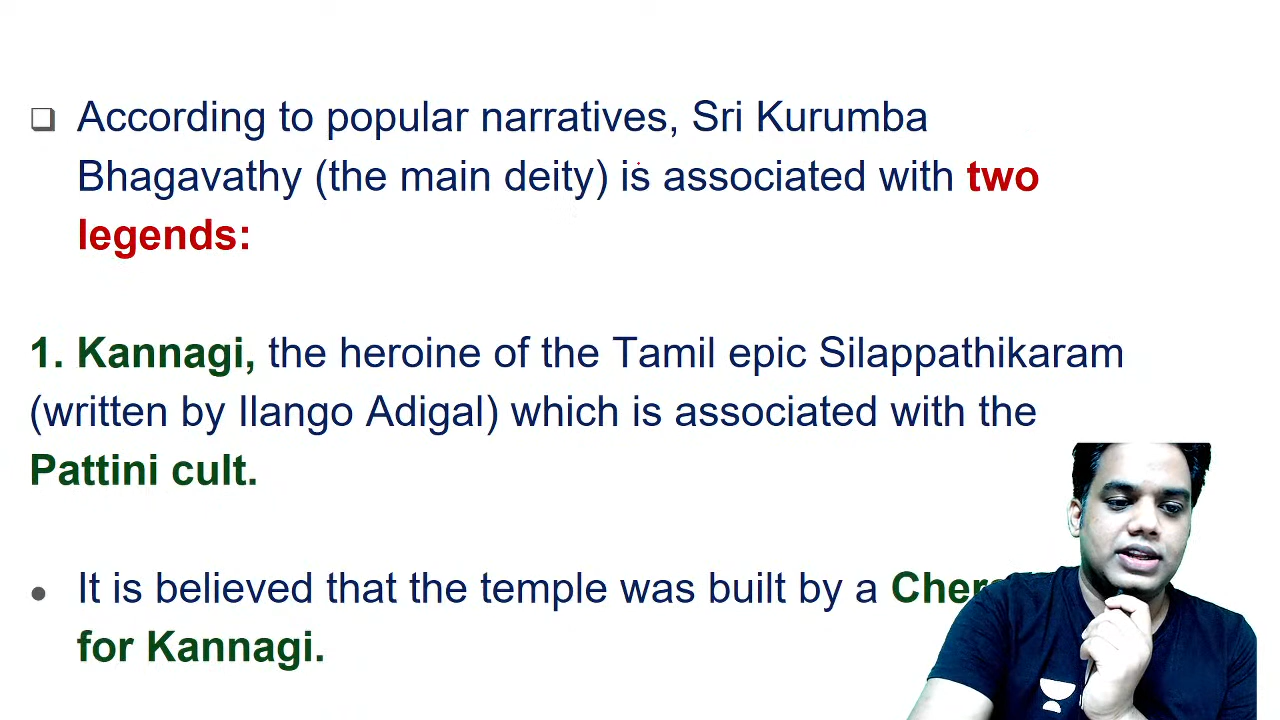 ❑ According to popular narratives, Sri Kurumba
Bhagavathy (the main deity) is associated with two
legends:
1. Kannagi, the heroine of the Tamil epic Silappathikaram
(written by Ilango Adigal) which is associated with the
Pattini cult.
● It is believed that the temple was built by a
for Kannagi.